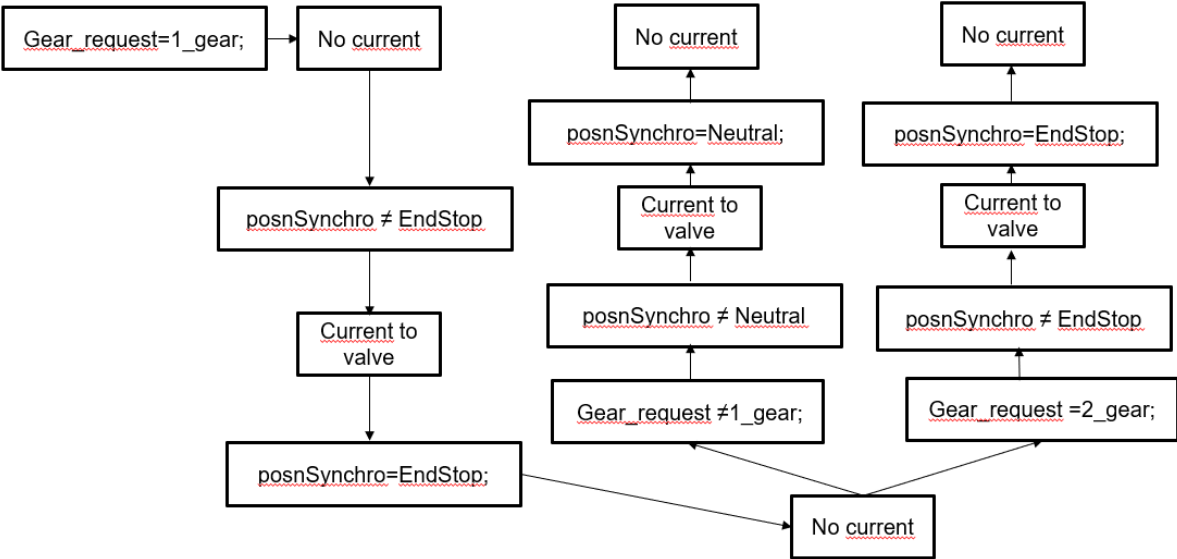 Gear_request=1_gear;
No current
posnSynchro ≠ EndStop
Current to
valve
posnSynchro=EndStop;
No current
Gear_request ≠1_gear;
posnSynchro ≠ Neutral
Current to
valve
posnSynchro=Neutral;
No current
Gear_request =2_gear;
posnSynchro ≠ EndStop
Current to
valve
posnSynchro=EndStop;
No current